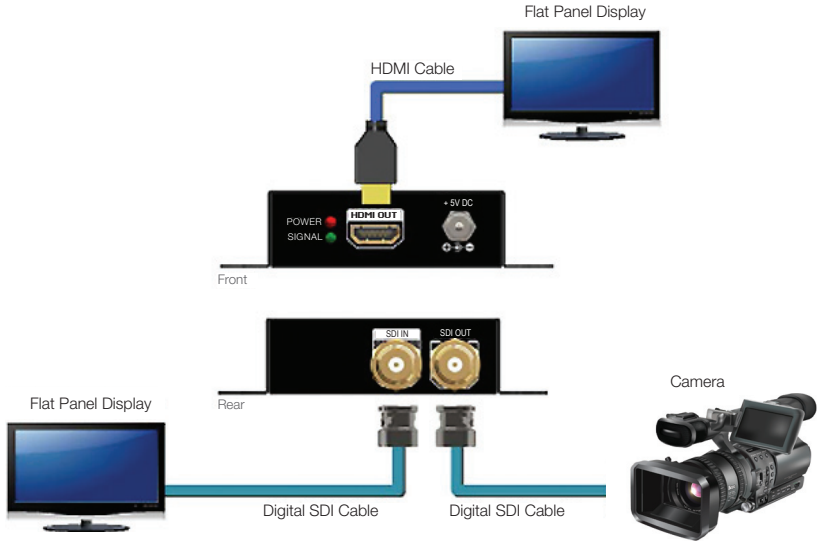 Flat Panel Display
HDMI Cable
+ 5V DC
POWER
HDMI OUT
SIGNAL
Front
SDI IN
SDI OUT
Rear
Camera
Flat Panel Display
Digital SDI Cable
Digital SDI Cable